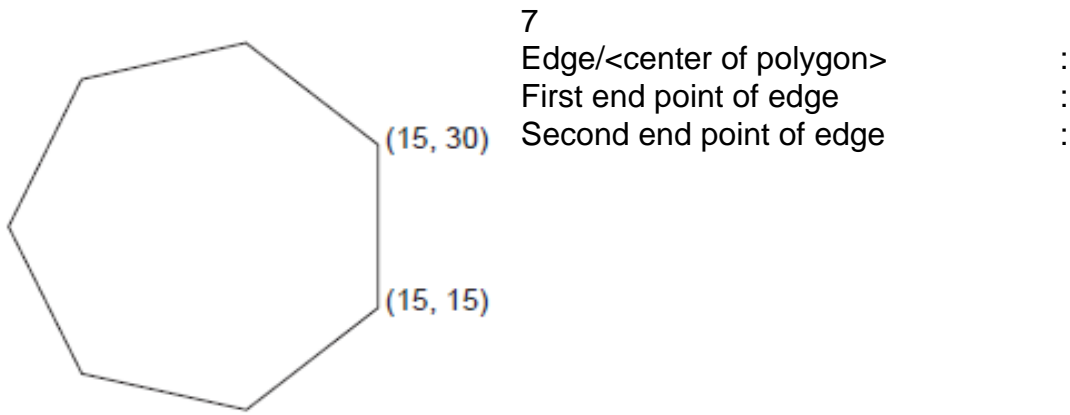 7
Edge/<center of polygon> :
First end point of edge :
(15, 30)
Second end point of edge :
(15, 15)